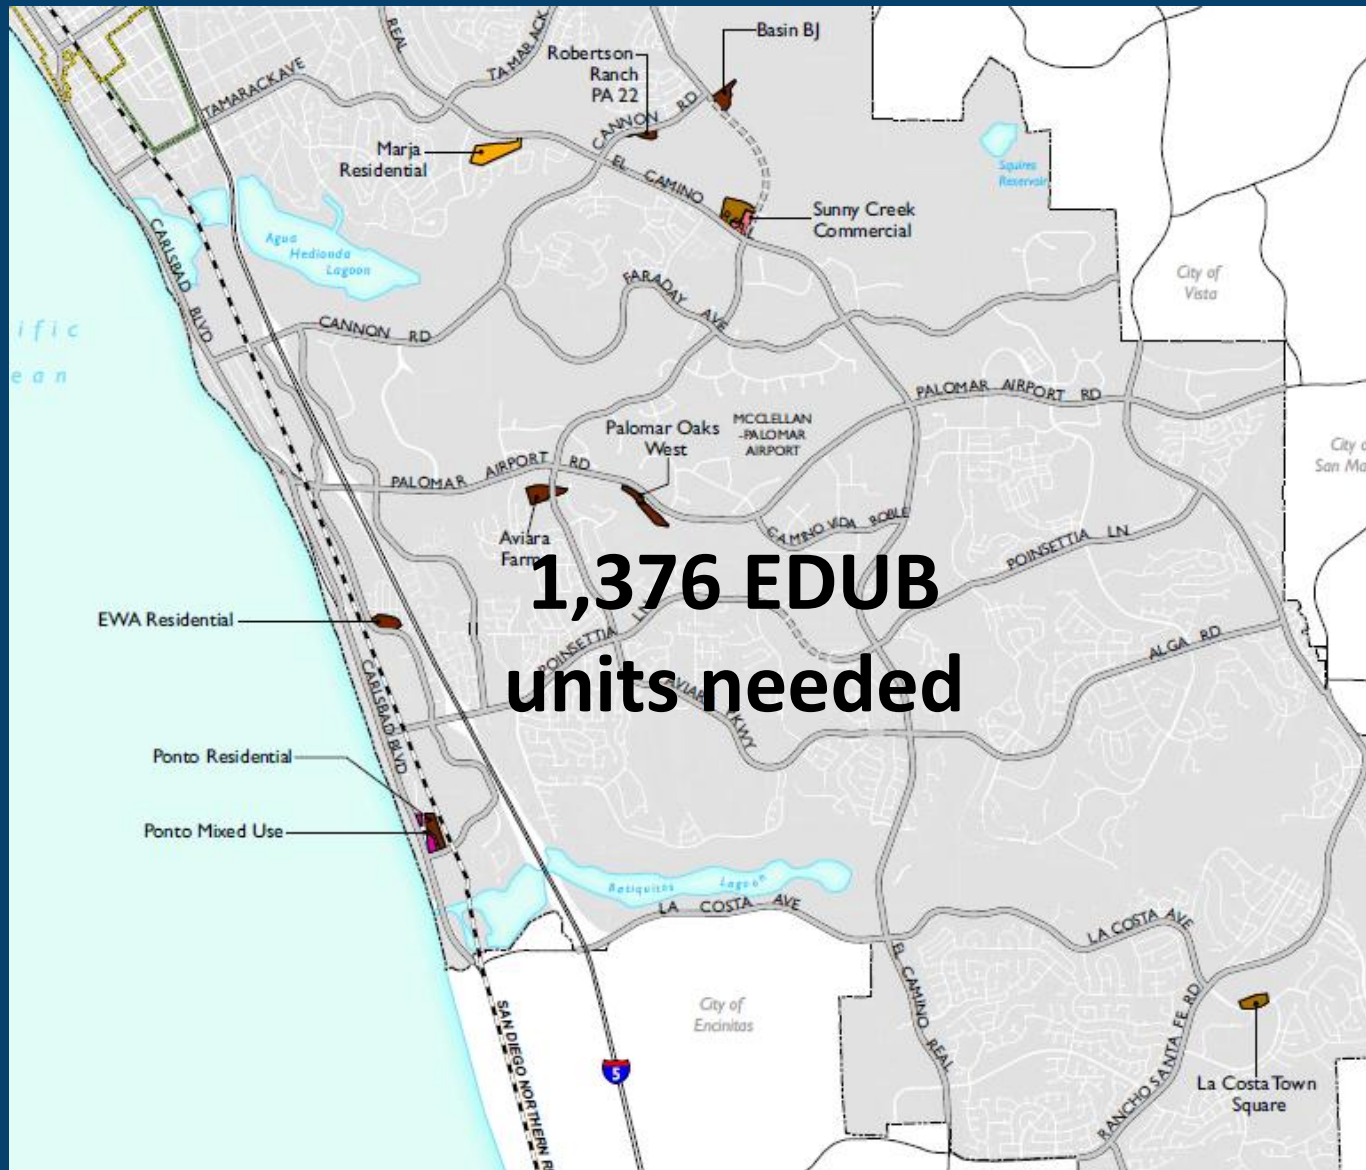 Basin BJ
REAL
TAMARACK
Robertson
Ranch
PA 22
TAMARACK AVE
CANNON RD
Marja
Residential
EL CAMINO
REAL
Squires
Reservoir
Sunny Creek
Commercial
CARLSBAD BLVD
Agua
Hedionda
Lagoon
FARADAY AVE
City of
Vista
ific
ean
CANNON RD
PALOMAR AIRPORT RD
Palomar Oaks
West
MCCLELLAN
-PALOMAR
AIRPORT
City o
San Ma
PALOMAR AIRPORT RD
CAMINO VIDA ROBLE
POINSETTIA LN
Aviara
Farm
1,376 EDUB
units needed
EWA Residential
POINSETTIA LN
ALGA RD
CARLSBAD BLVD
AVIARA PKWY
Ponto Residential
Ponto Mixed Use
Batiquitos Lagoon
LA COSTA AVE
LA COSTA AVE
EL CAMINO REAL
City of
Encinitas
SAN DIEGO NORTHERN R
RANCHO SANTA FE RD
5
La Costa Town
Square